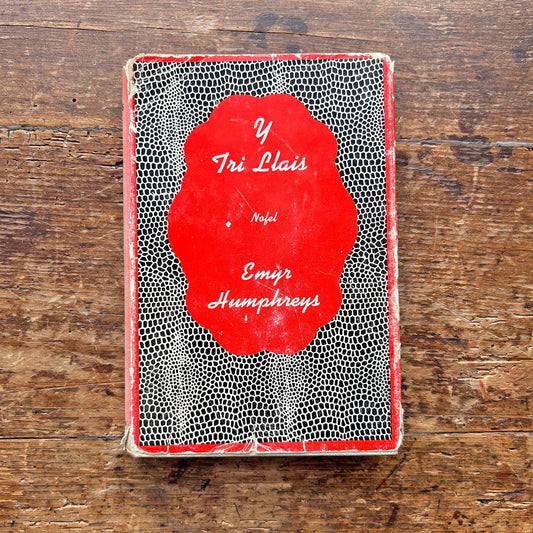 Y
Tri Llais
Nofel
Emyr
Humphreys